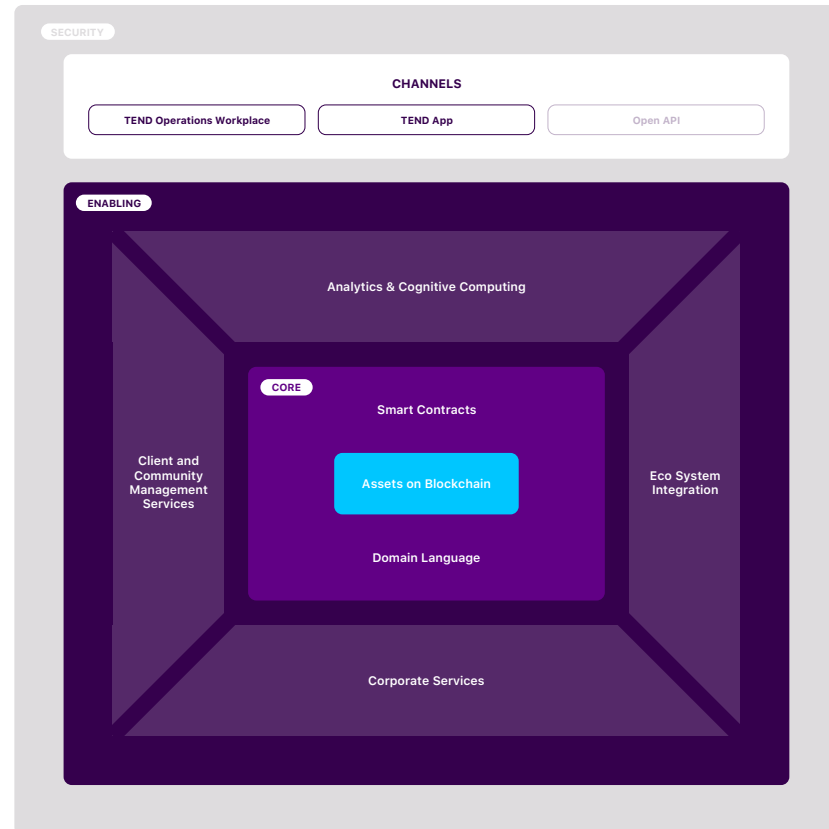 SECURITY
CHANNELS
TEND Operations Workplace
TEND App
Open API
ENABLING
Analytics & Cognitive Computing
CORE
Smart Contracts
Client and
Community
Management
Services
Assets on Blockchain
Eco System
Integration
Domain Language
Corporate Services